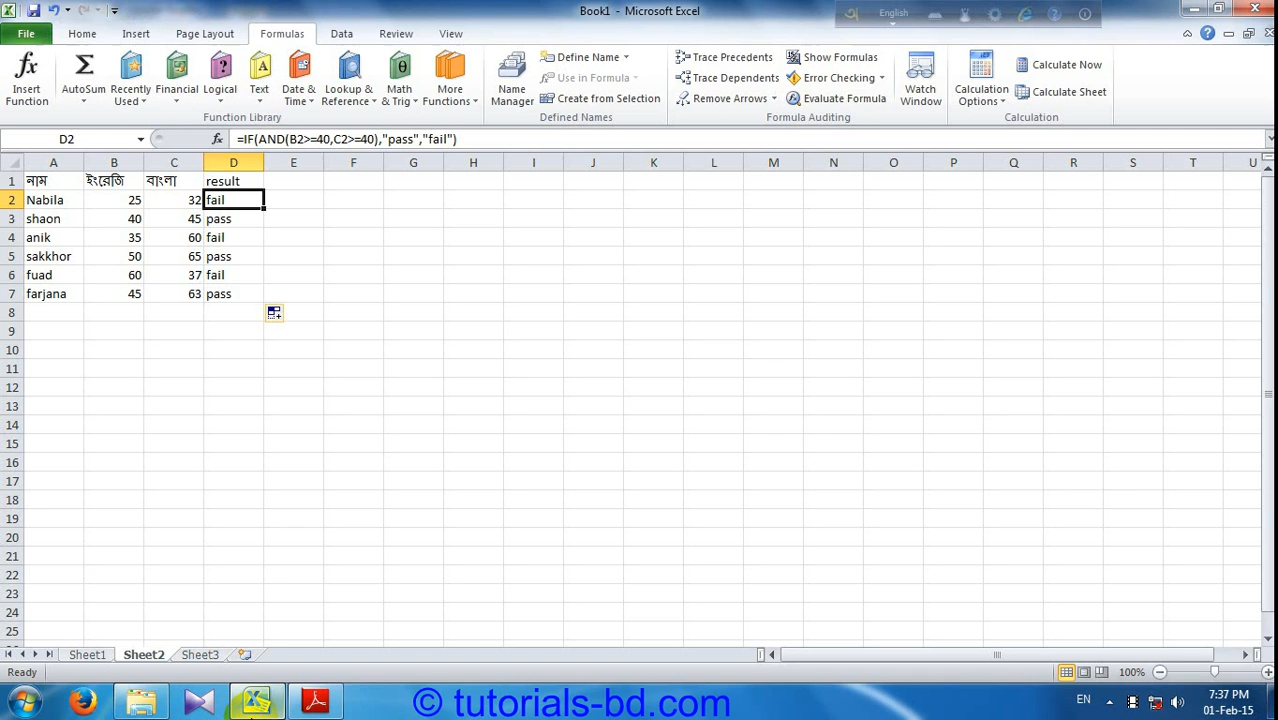 Book1 - Microsoft Excel
English
File Home Insert Page Layout Formulas Data Review View
Insert Function
AutoSum
Recently Used
Financial
Logical
Text
Date & Time
Lookup & Reference
Math & Trig
More Functions
Function Library
Name Manager
Define Name
Use in Formula
Create from Selection
Defined Names
Trace Precedents
Trace Dependents
Remove Arrows
Show Formulas
Error Checking
Evaluate Formula
Formula Auditing
Watch Window
Calculation Options
Calculate Now
Calculate Sheet
Calculation
D2 fx =IF(AND(B2>=40,C2>=40),"pass","fail")
A B C D E F G H I J K L M N O P Q R S T U
1 নাম ইংরেজি বাংলা result
2 Nabila 25 32 fail
3 shaon 40 45 pass
4 anik 35 60 fail
5 sakkhor 50 65 pass
6 fuad 60 37 fail
7 farjana 45 63 pass
8
9
10
11
12
13
14
15
16
17
18
19
20
21
22
23
24
25
Sheet1 Sheet2 Sheet3
Ready 100%
© tutorials-bd.com
EN 7:37 PM
01-Feb-15